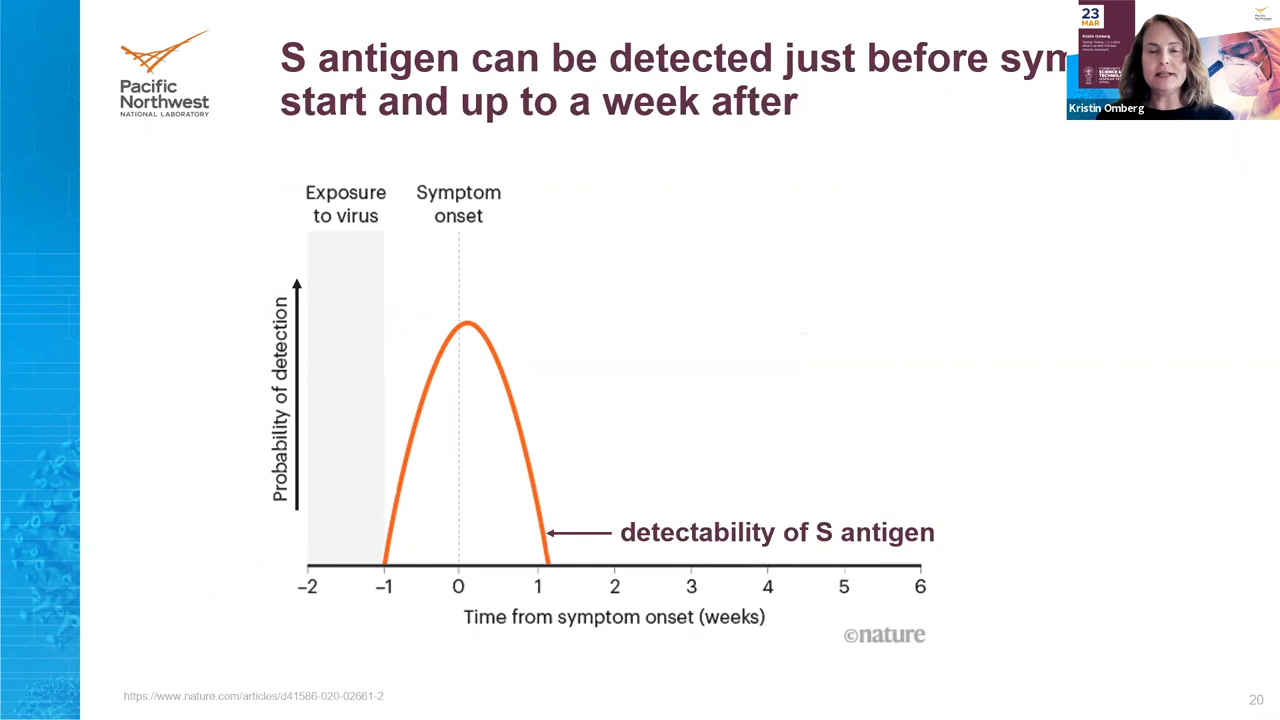 Pacific
Northwest
NATIONAL LABORATORY
S antigen can be detected just before sym
start and up to a week after
23
MAR
Kristin Omberg
Kristin Omberg
Exposure
to virus
Symptom
onset
Probability of detection
detectability of S antigen
–2 –1 0 1 2 3 4 5 6
Time from symptom onset (weeks)
©nature
https://www.nature.com/articles/d41586-020-02661-2
20